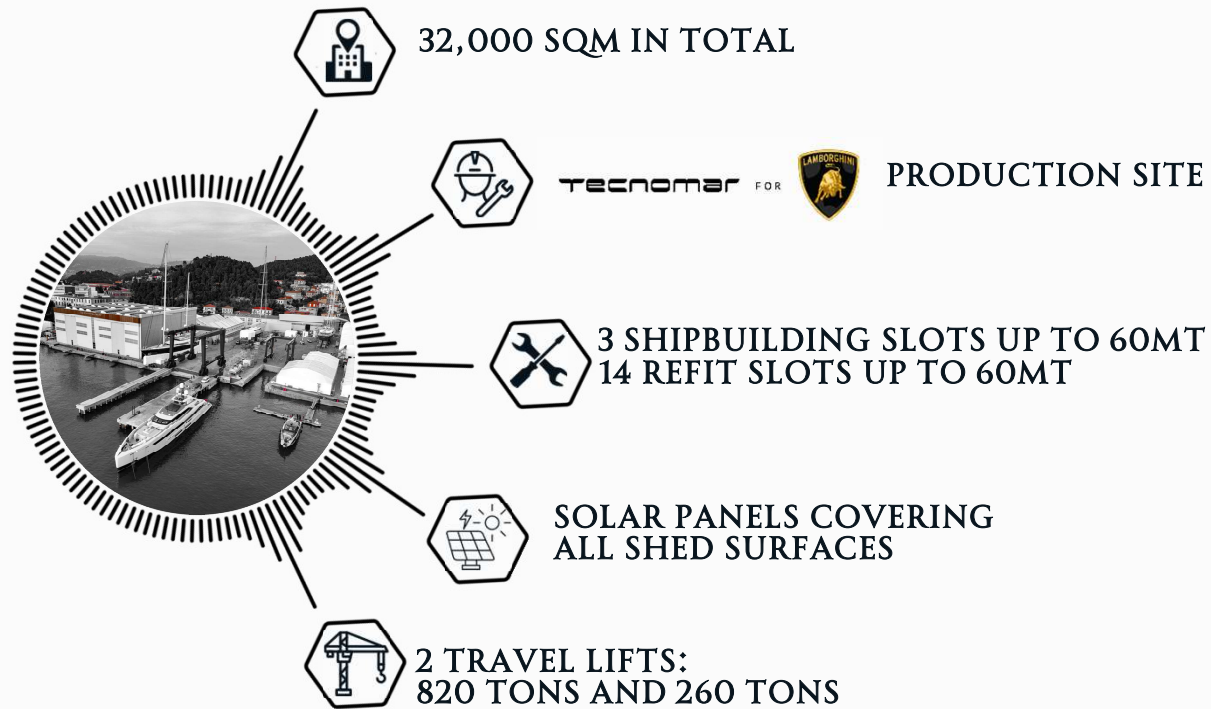 32,000 SQM IN TOTAL
Tecnomar FOR LAMBORGHINI PRODUCTION SITE
3 SHIPBUILDING SLOTS UP TO 60MT
14 REFIT SLOTS UP TO 60MT
SOLAR PANELS COVERING
ALL SHED SURFACES
2 TRAVEL LIFTS:
820 TONS AND 260 TONS